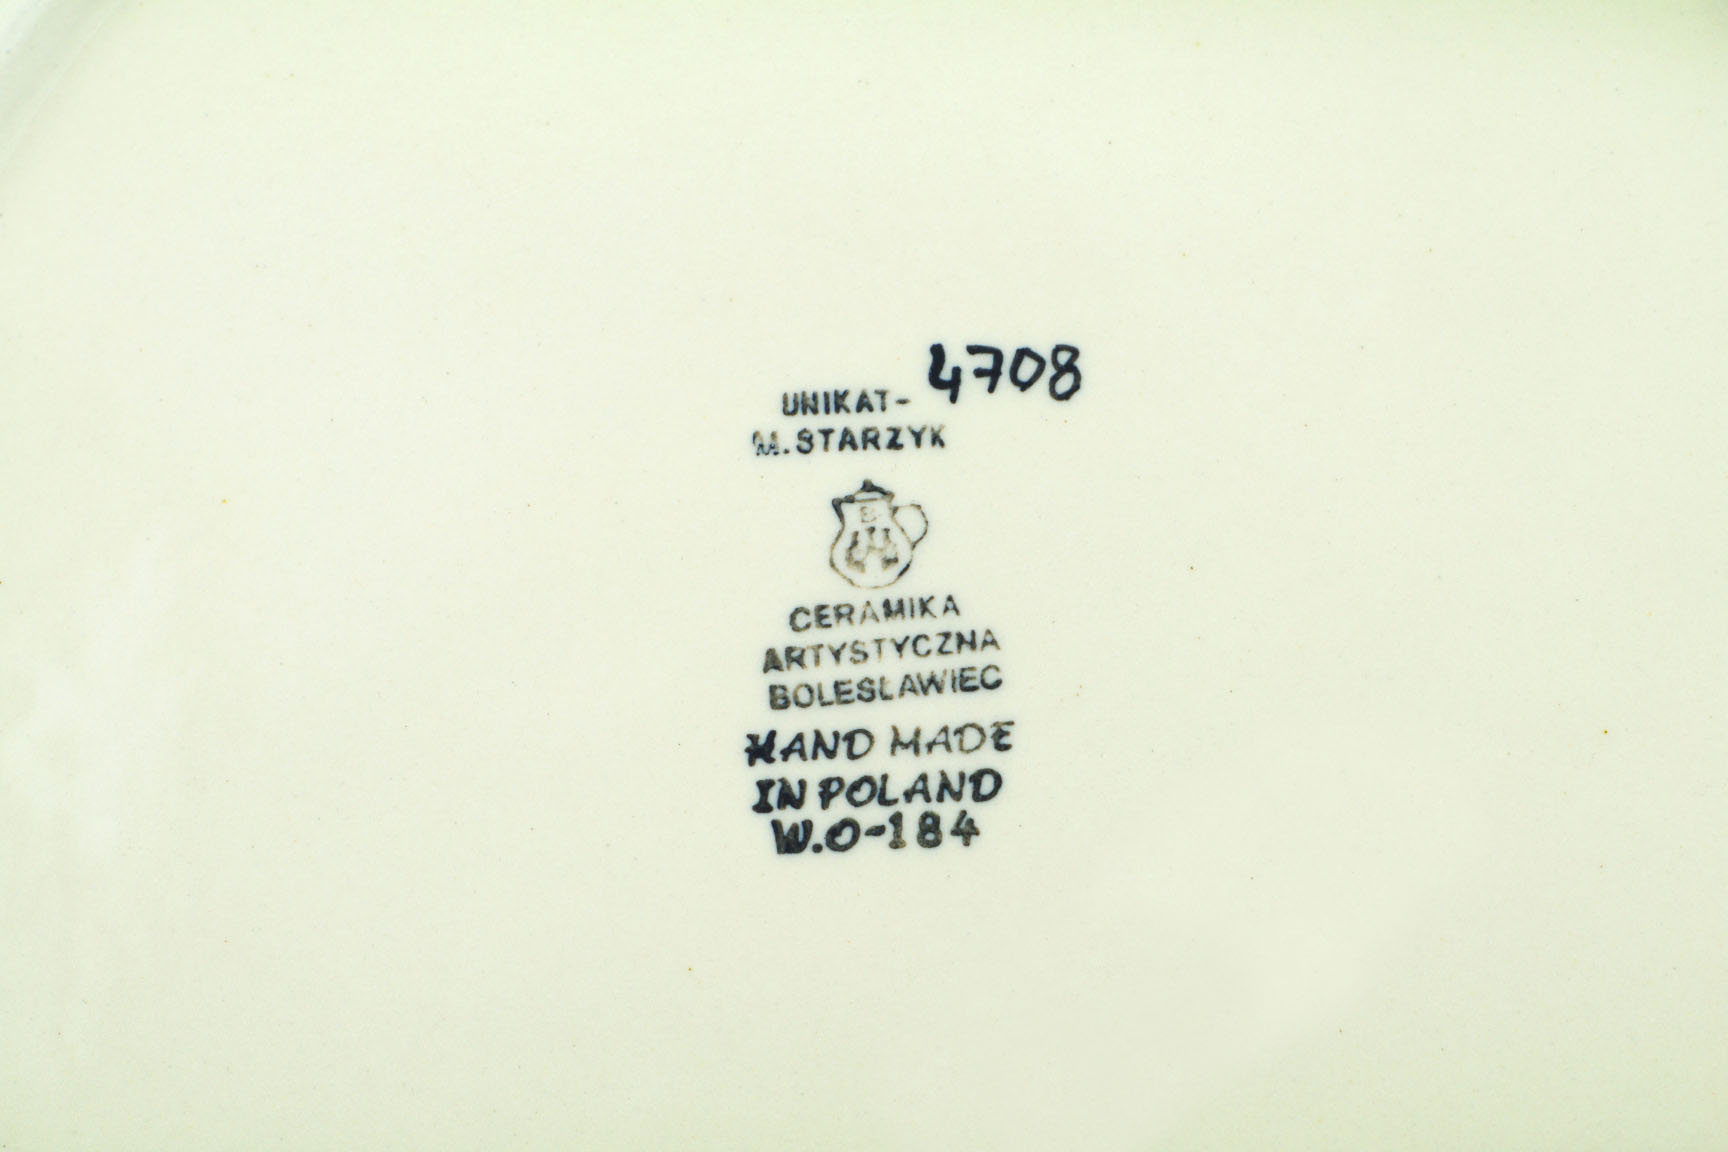 UNIKAT- 4708
M.STARZYK
B
CERAMIKA
ARTYSTYCZNA
BOLESŁAWIEC
HAND MADE
IN POLAND
W.O-184